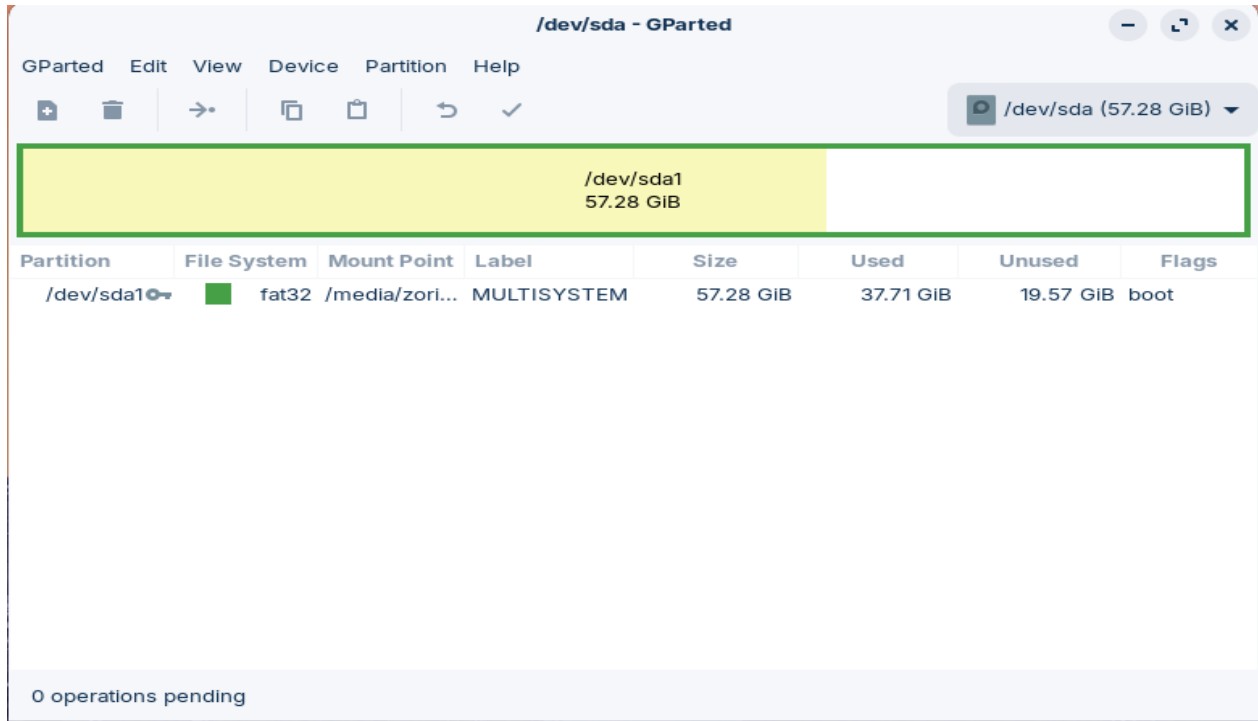 /dev/sda - GParted
GParted Edit View Device Partition Help
/dev/sda (57.28 GiB)
/dev/sda1
57.28 GiB
Partition File System Mount Point Label Size Used Unused Flags
/dev/sda1 fat32 /media/zori... MULTISYSTEM 57.28 GiB 37.71 GiB 19.57 GiB boot
0 operations pending